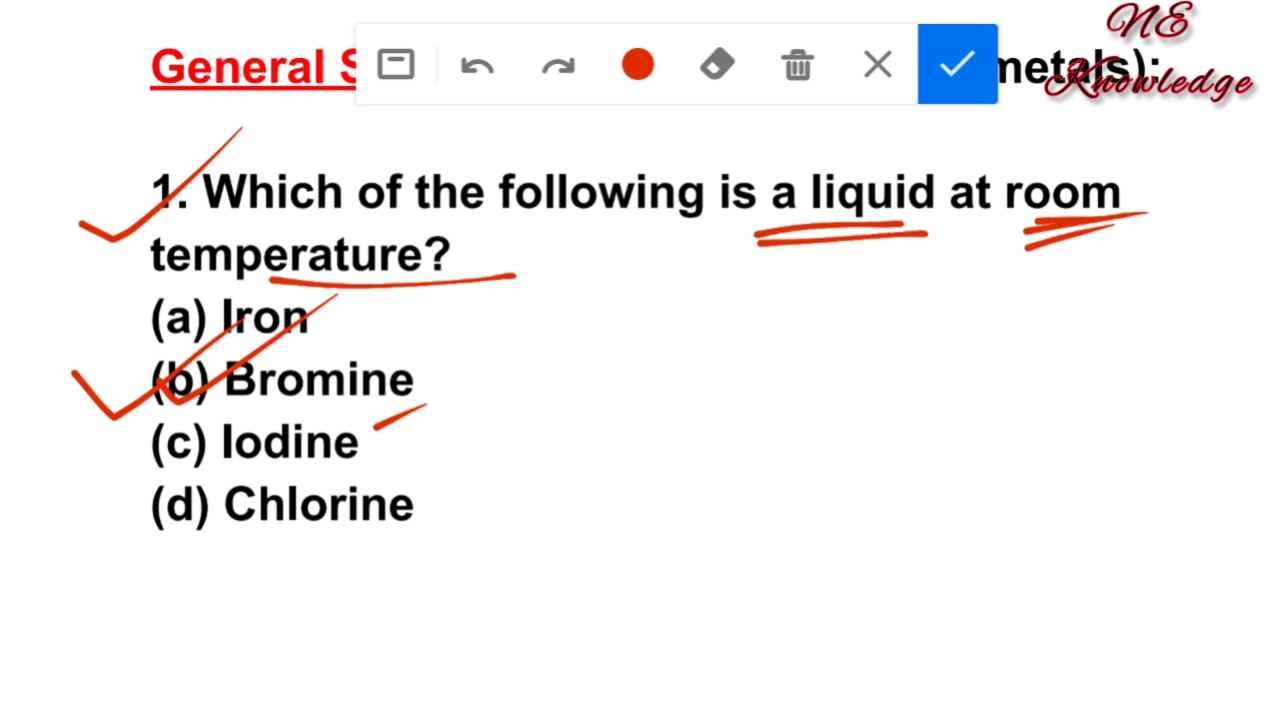 General
metals):
NE
Knowledge
1. Which of the following is a liquid at room
temperature?
(a) Iron
(b) Bromine
(c) Iodine
(d) Chlorine